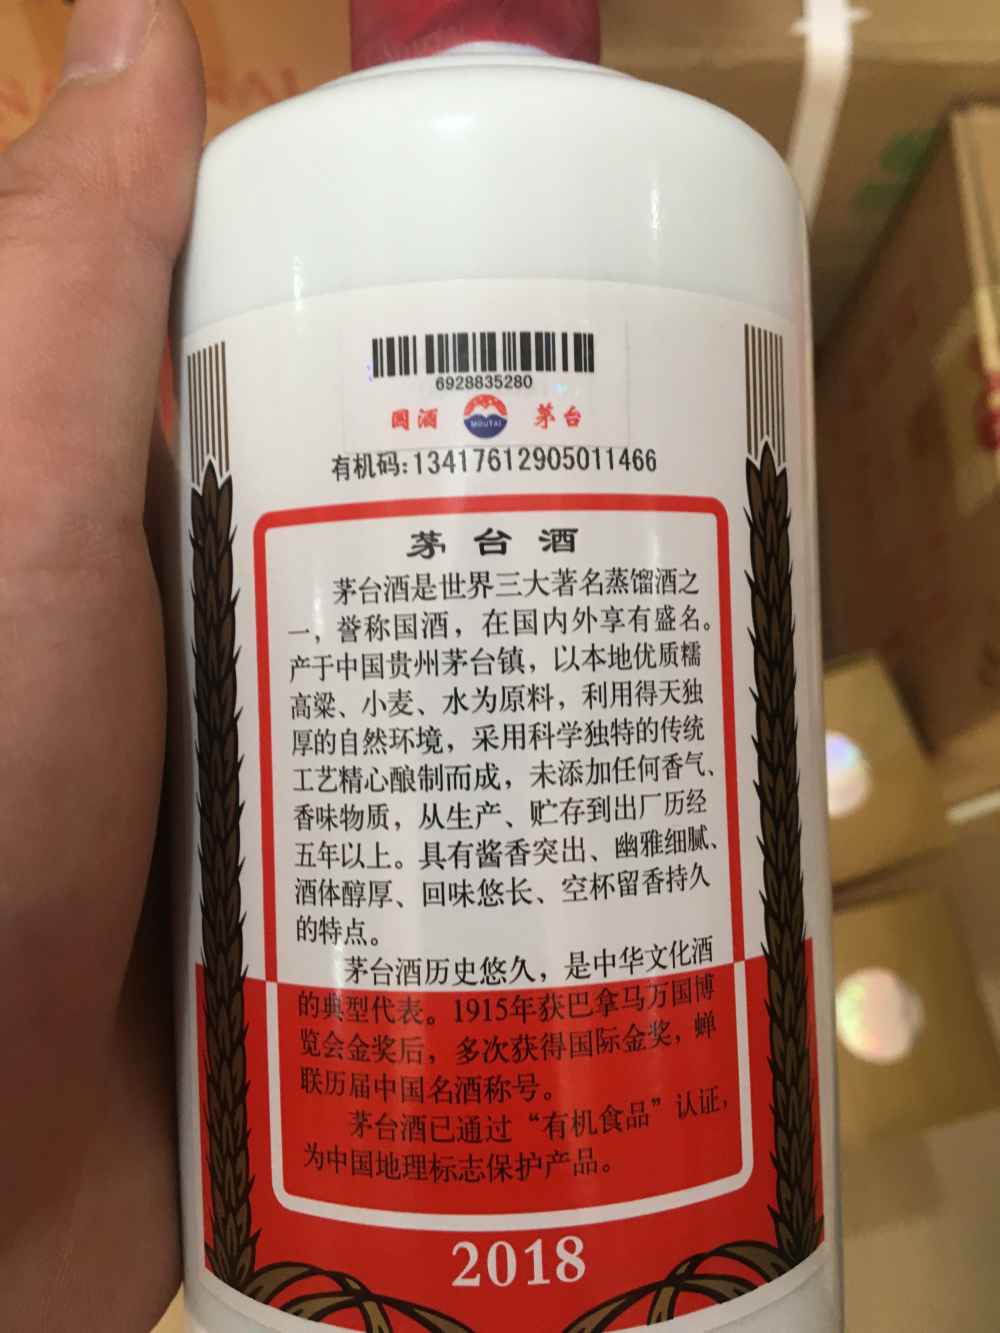 6928835280
国酒 MOUTAI 茅台
有机码:13417612905011466
茅台酒
茅台酒是世界三大著名蒸馏酒之
一，誉称国酒，在国内外享有盛名。
产于中国贵州茅台镇，以本地优质糯
高粱、小麦、水为原料，利用得天独
厚的自然环境，采用科学独特的传统
工艺精心酿制而成，未添加任何香气、
香味物质，从生产、贮存到出厂历经
五年以上。具有酱香突出、幽雅细腻、
酒体醇厚、回味悠长、空杯留香持久
的特点。
茅台酒历史悠久，是中华文化酒
的典型代表。1915年获巴拿马万国博
览会金奖后，多次获得国际金奖，蝉
联历届中国名酒称号。
茅台酒已通过“有机食品”认证，
为中国地理标志保护产品。
2018